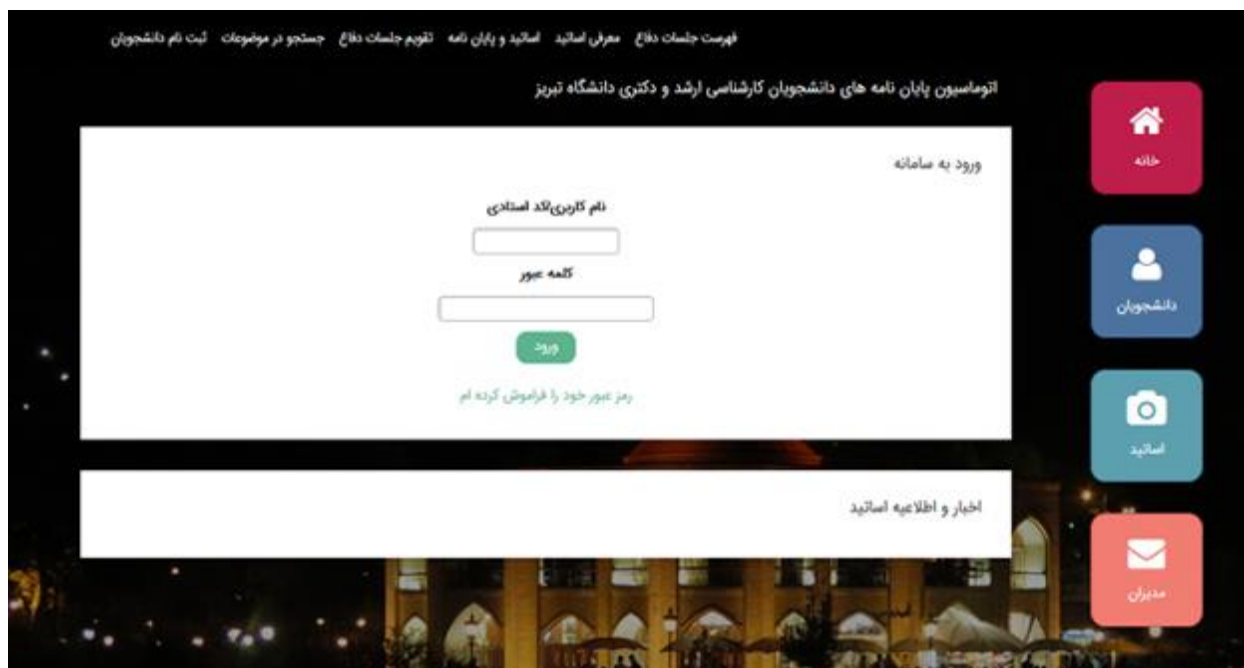 فهرست جلسات دفاع معرفی اساتید اساتید و پایان نامه تقویم جلسات دفاع جستجو در موضوعات ثبت نام دانشجویان
اتوماسیون پایان نامه های دانشجویان کارشناسی ارشد و دکتری دانشگاه تبریز
خانه
ورود به سامانه
نام کاربری/کد استادی
کلمه عبور
ورود
رمز عبور خود را فراموش کرده ام
دانشجویان
اساتید
اخبار و اطلاعیه اساتید
مدیران